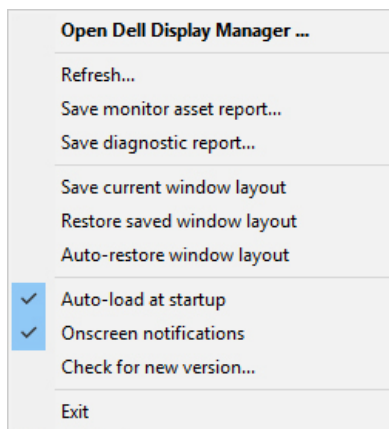 Open Dell Display Manager ...
Refresh...
Save monitor asset report...
Save diagnostic report...
Save current window layout
Restore saved window layout
Auto-restore window layout
Auto-load at startup
Onscreen notifications
Check for new version...
Exit